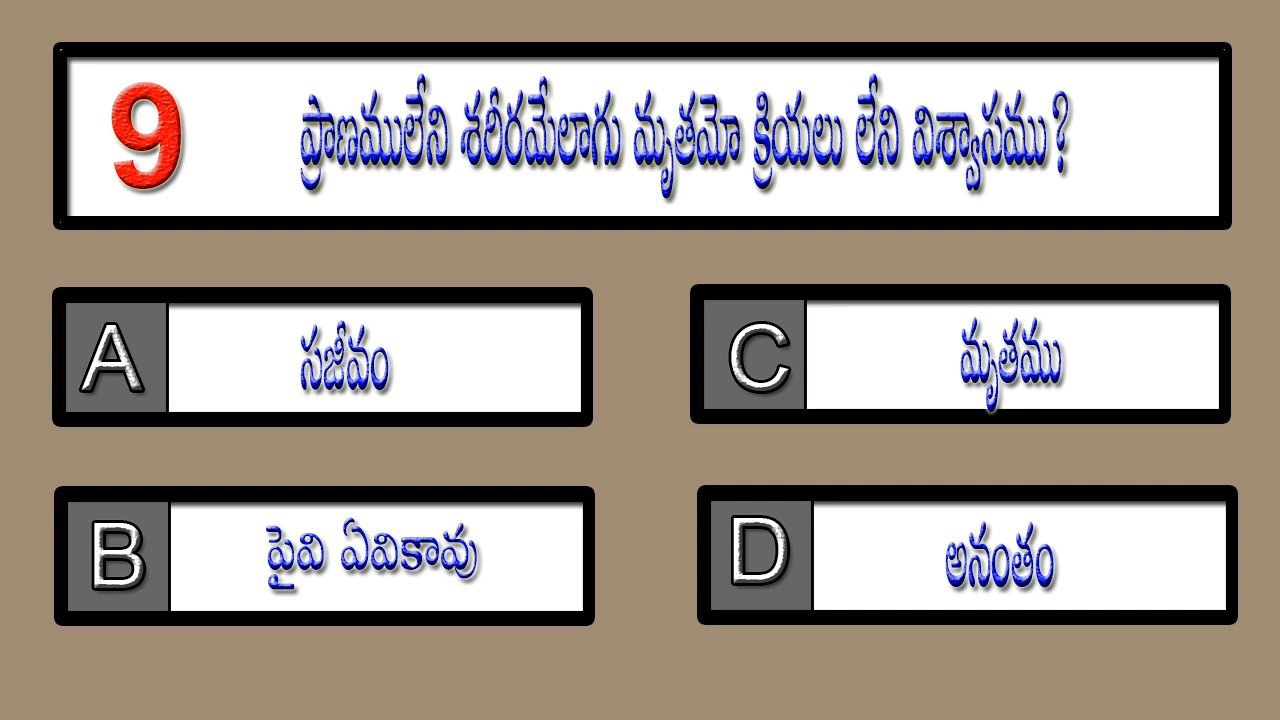 9 ప్రాణములేని శరీరమేలాగు మృతమో క్రియలు లేని విశ్వాసము?
A సజీవం
C మృతము
B పైవి ఏవికావు
D అనంతం